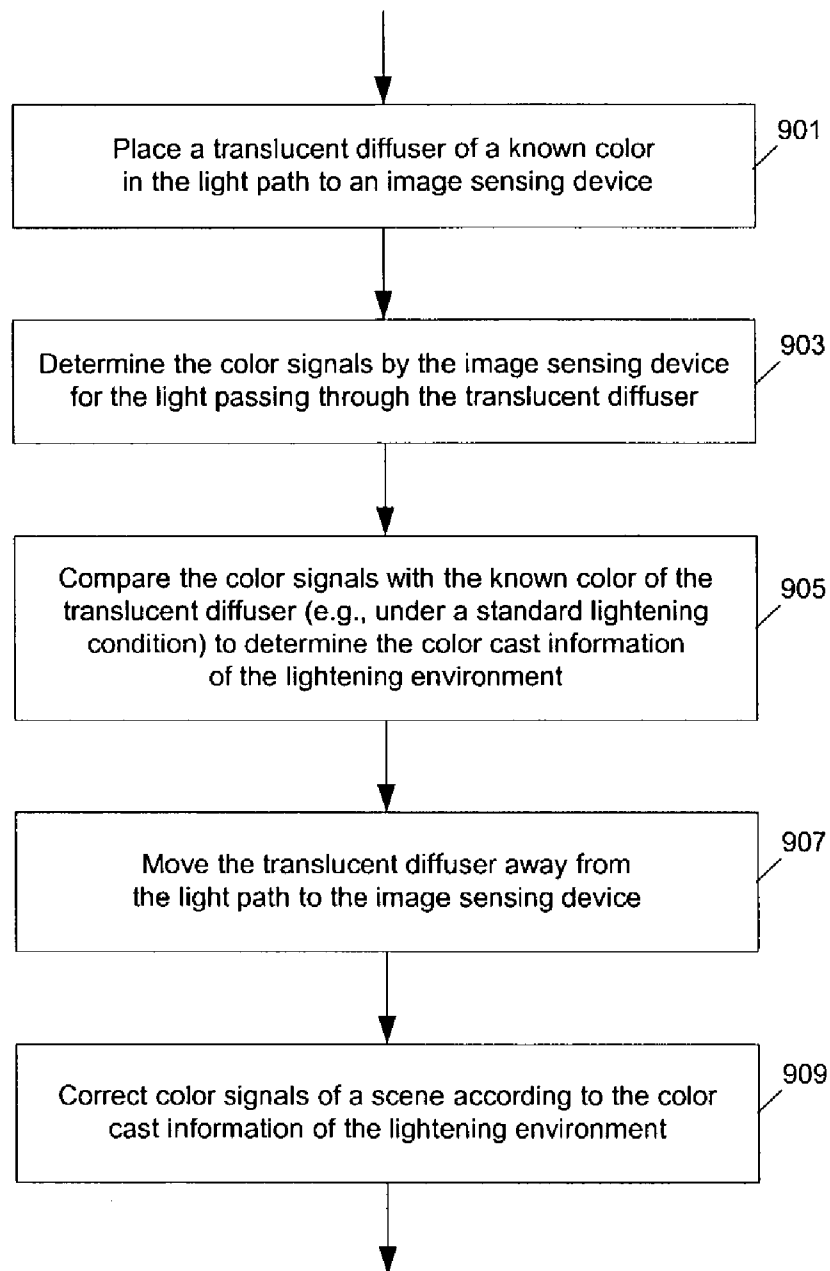 Place a translucent diffuser of a known color
in the light path to an image sensing device
901
Determine the color signals by the image sensing device
for the light passing through the translucent diffuser
903
Compare the color signals with the known color of the
translucent diffuser (e.g., under a standard lightening
condition) to determine the color cast information
of the lightening environment
905
Move the translucent diffuser away from
the light path to the image sensing device
907
Correct color signals of a scene according to the color
cast information of the lightening environment
909